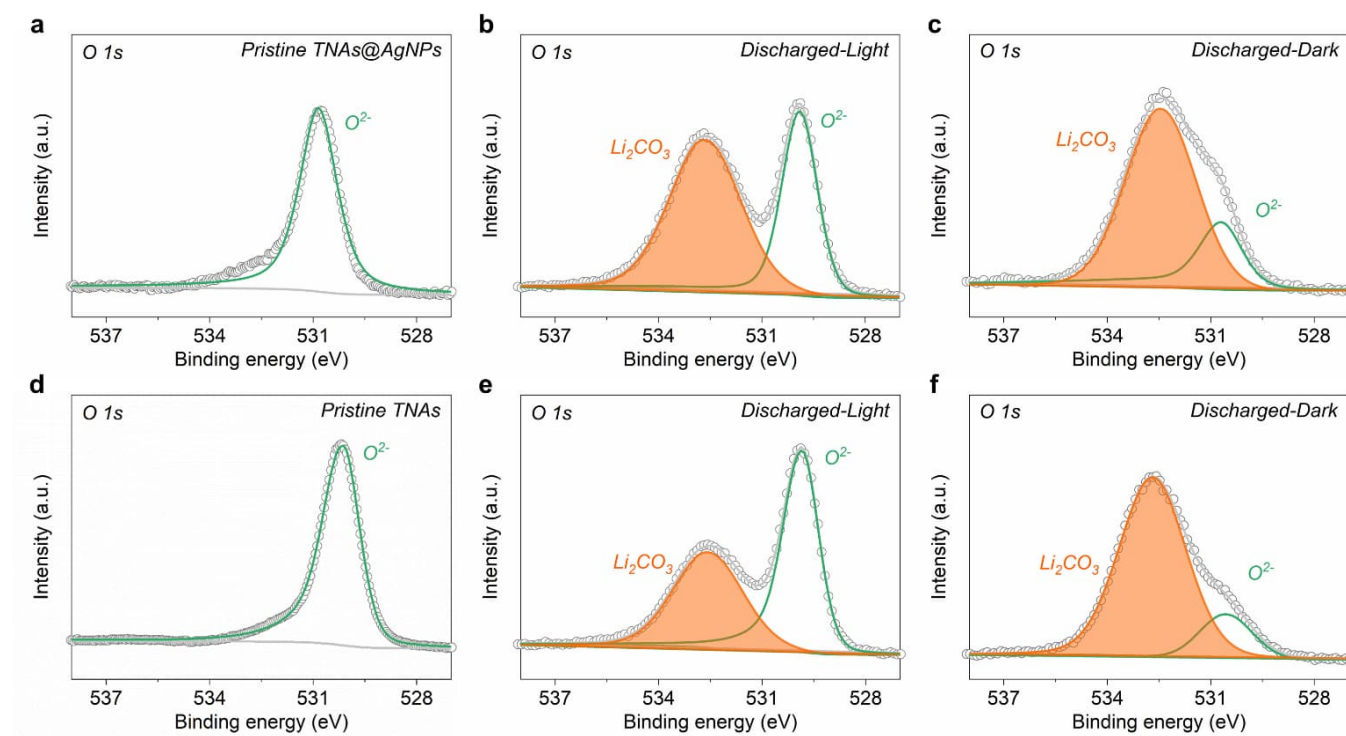 a
O 1s
Pristine TNAs@AgNPs
O²⁻
Intensity (a.u.)
537 534 531 528
Binding energy (eV)
b
O 1s
Discharged-Light
Li₂CO₃
O²⁻
Intensity (a.u.)
537 534 531 528
Binding energy (eV)
c
O 1s
Discharged-Dark
Li₂CO₃
O²⁻
Intensity (a.u.)
537 534 531 528
Binding energy (eV)
d
O 1s
Pristine TNAs
O²⁻
Intensity (a.u.)
537 534 531 528
Binding energy (eV)
e
O 1s
Discharged-Light
Li₂CO₃
O²⁻
Intensity (a.u.)
537 534 531 528
Binding energy (eV)
f
O 1s
Discharged-Dark
Li₂CO₃
O²⁻
Intensity (a.u.)
537 534 531 528
Binding energy (eV)